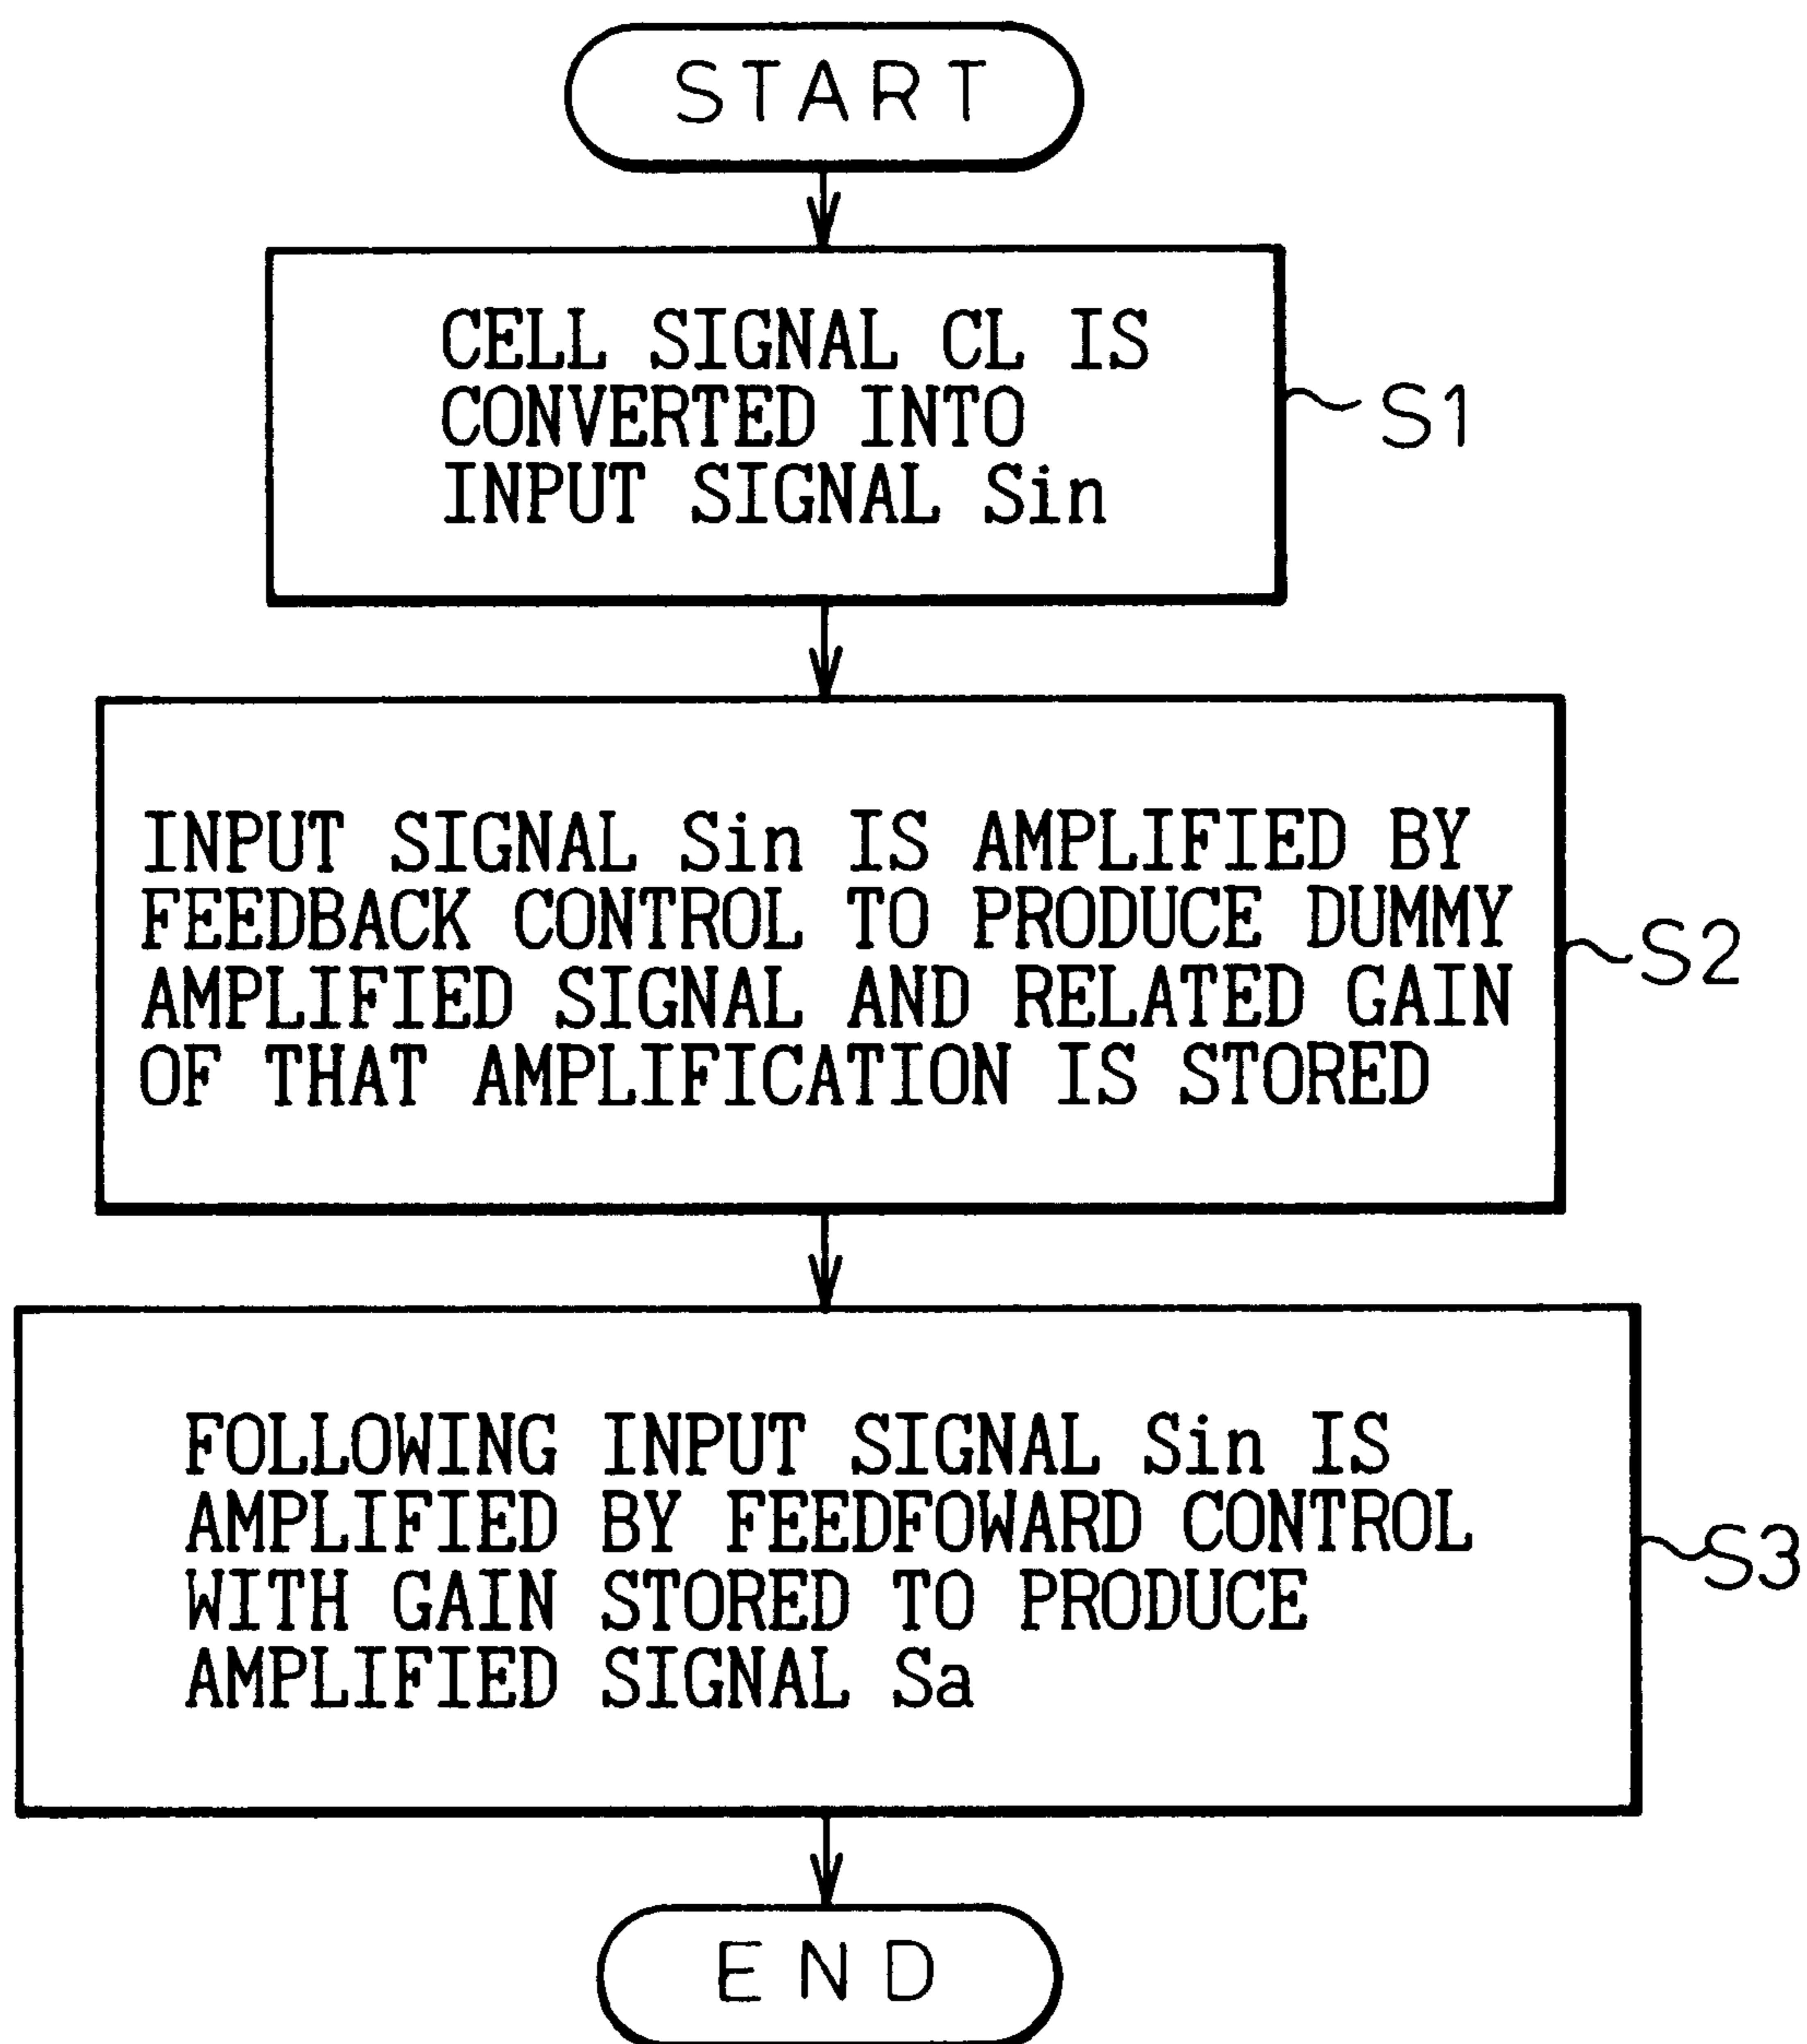 START
CELL SIGNAL CL IS
CONVERTED INTO
INPUT SIGNAL Sin
S1
INPUT SIGNAL Sin IS AMPLIFIED BY
FEEDBACK CONTROL TO PRODUCE DUMMY
AMPLIFIED SIGNAL AND RELATED GAIN
OF THAT AMPLIFICATION IS STORED
S2
FOLLOWING INPUT SIGNAL Sin IS
AMPLIFIED BY FEEDFOWARD CONTROL
WITH GAIN STORED TO PRODUCE
AMPLIFIED SIGNAL Sa
S3
END